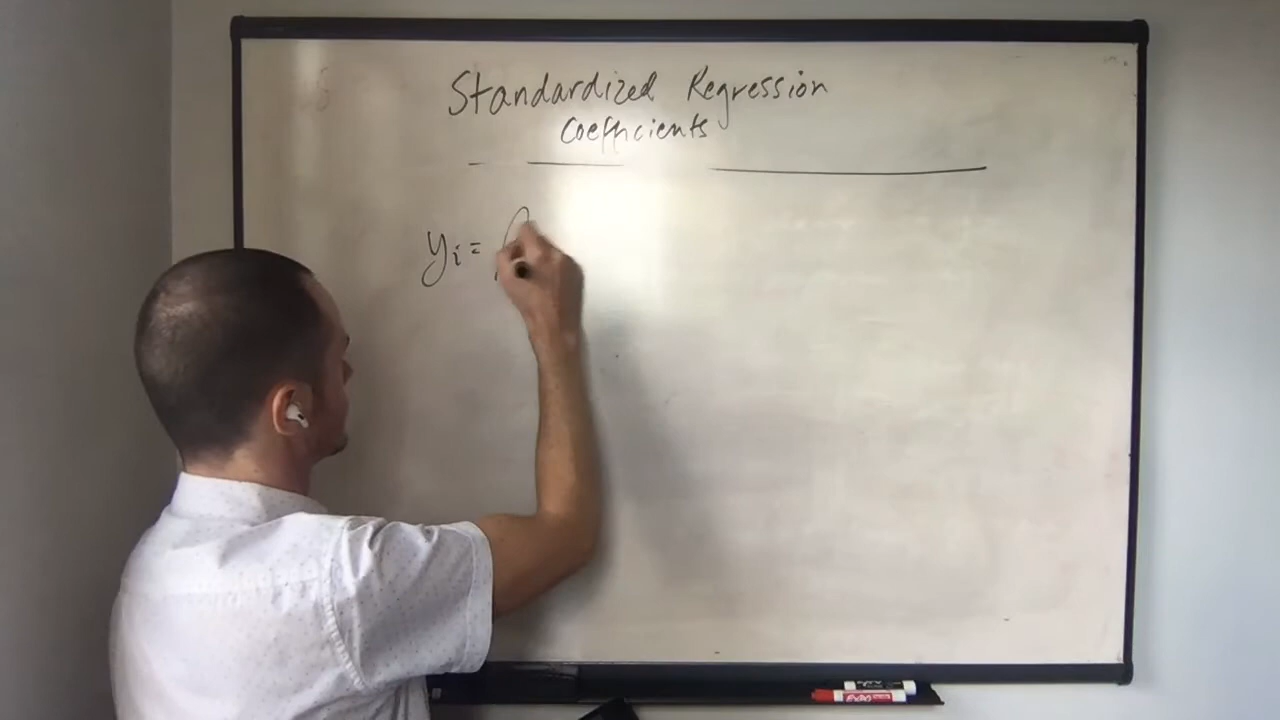 Standardized Regression
Coefficients
yi =